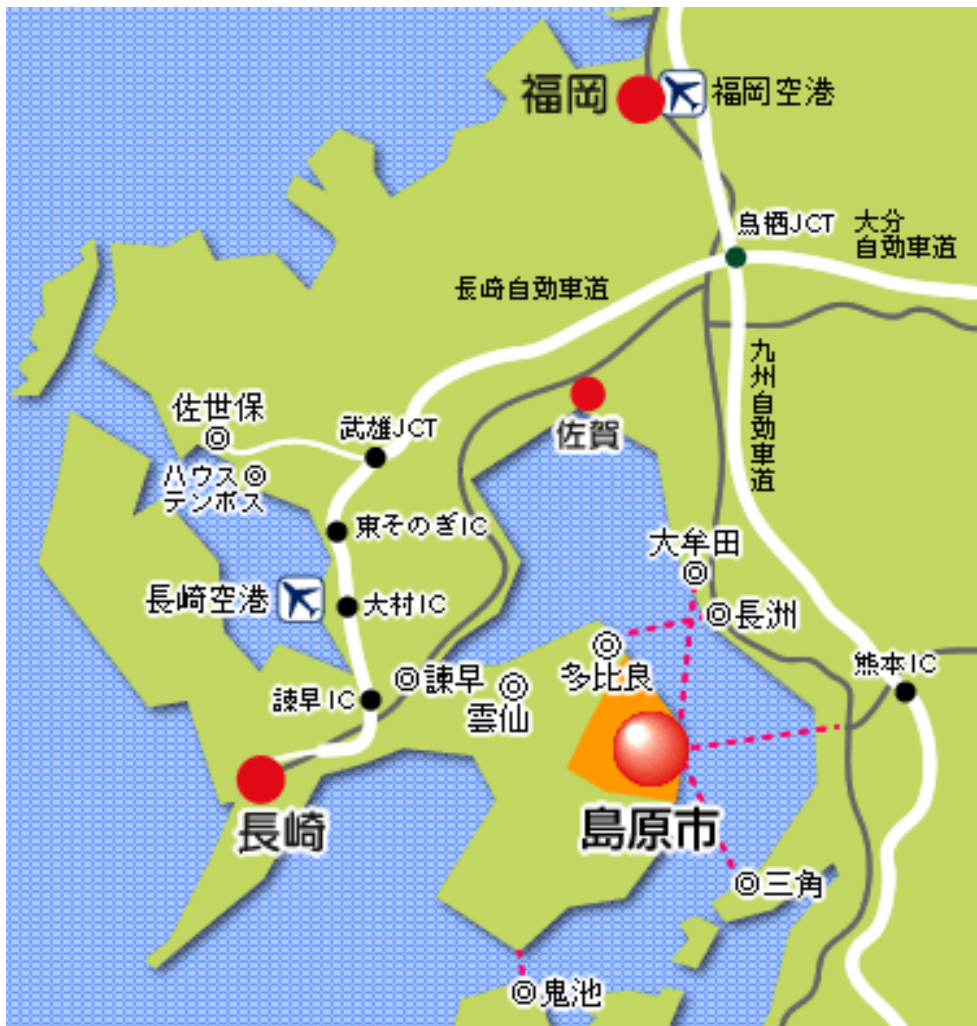 福岡
福岡空港
鳥栖JCT
大分
自動車道
長崎自動車道
九州自動車道
佐世保
武雄JCT
佐賀
ハウス
テンボス
東そのぎIC
大牟田
長崎空港
大村IC
長洲
多比良
熊本IC
諫早IC
諫早
雲仙
長崎
島原市
三角
鬼池